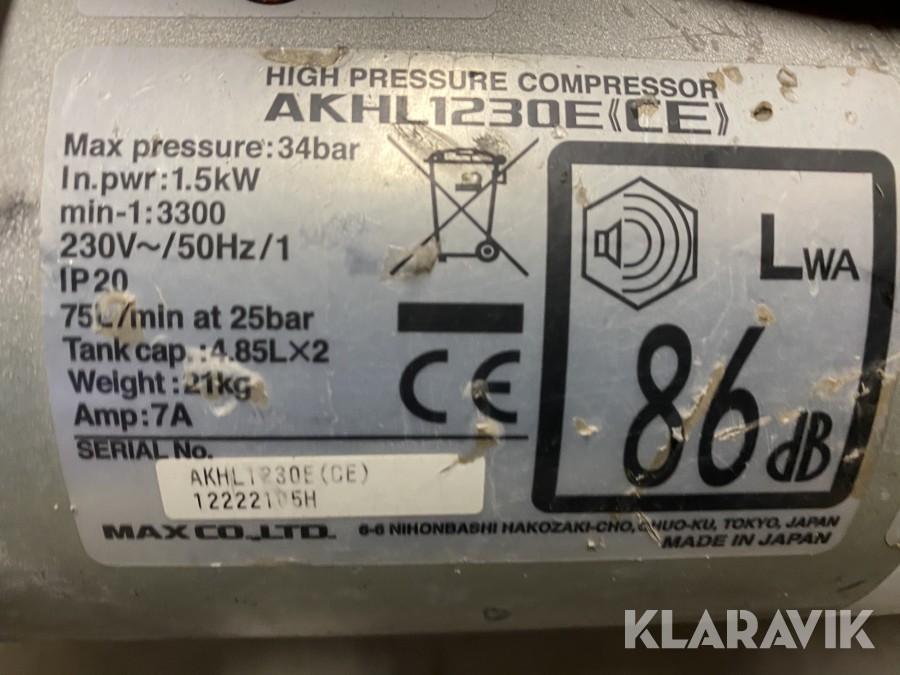 HIGH PRESSURE COMPRESSOR
AKHL1230E《CE》
Max pressure:34bar
In.pwr:1.5kW
min-1:3300
230V~/50Hz/1
IP20
75L/min at 25bar
Tank cap.:4.85L×2
Weight:21kg
Amp:7A
CE
LWA
86dB
SERIAL No.
AKHL1230E(CE)
MAX CO.,LTD. 6-6 NIHONBASHI HAKOZAKI-CHO, CHUO-KU, TOKYO, JAPAN
MADE IN JAPAN
KLARAVIK